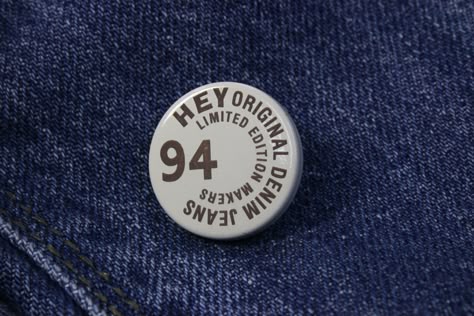 HEY ORIGINAL DENIM JEANS
LIMITED EDITION MAKERS
94